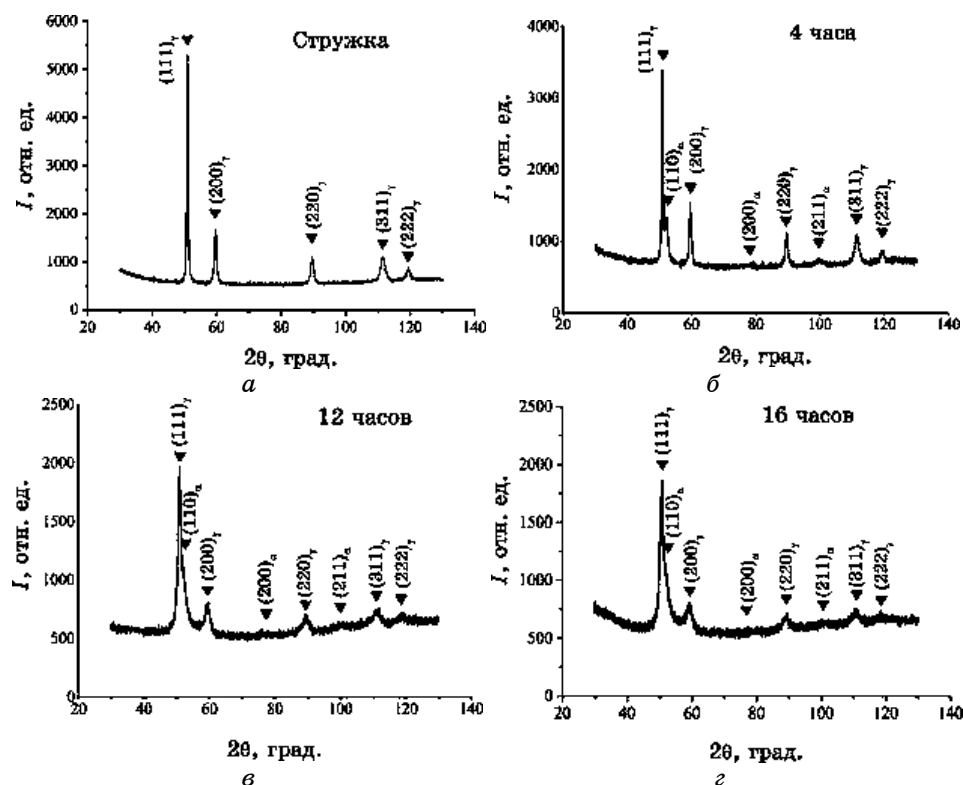 Стружка
I, отн. ед.
6000
5000
4000
3000
2000
1000
0
(111)γ
(200)γ
(220)γ
(311)γ
(222)γ
20 40 60 80 100 120 140
2θ, град.
а
4 часа
I, отн. ед.
4000
3000
2000
1000
0
(111)γ
(110)α
(200)γ
(200)α
(220)γ
(211)α
(311)γ
(222)γ
20 40 60 80 100 120 140
2θ, град.
б
12 часов
I, отн. ед.
2500
2000
1500
1000
500
0
(111)γ
(110)α
(200)γ
(200)α
(220)γ
(211)α
(311)γ
(222)γ
20 40 60 80 100 120 140
2θ, град.
в
16 часов
I, отн. ед.
2500
2000
1500
1000
500
0
(111)γ
(110)α
(200)γ
(200)α
(220)γ
(211)α
(311)γ
(222)γ
20 40 60 80 100 120 140
2θ, град.
г